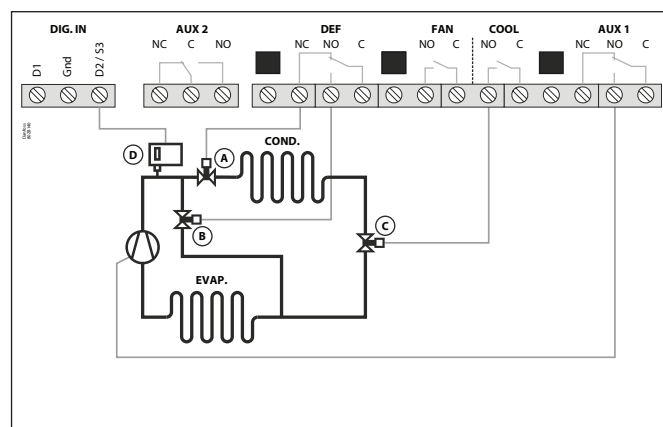 DIG. IN AUX 2 DEF FAN COOL AUX 1
D1 Gnd D2 / S3 NC C NO NC NO C NO C NO C NC NO C
Danfoss
D A COND.
B C
EVAP.